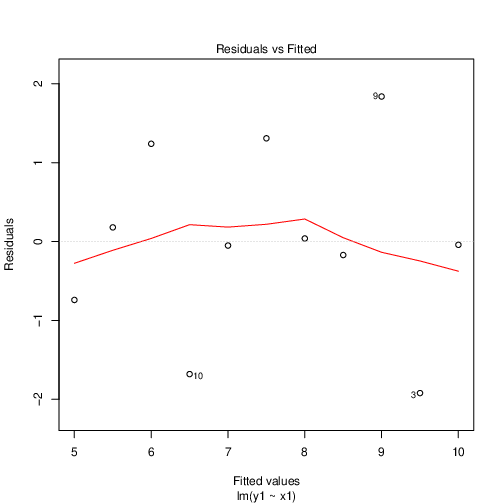 Residuals vs Fitted
2
1
0
−1
−2
Residuals
9
10
3
5 6 7 8 9 10
Fitted values
lm(y1 ~ x1)